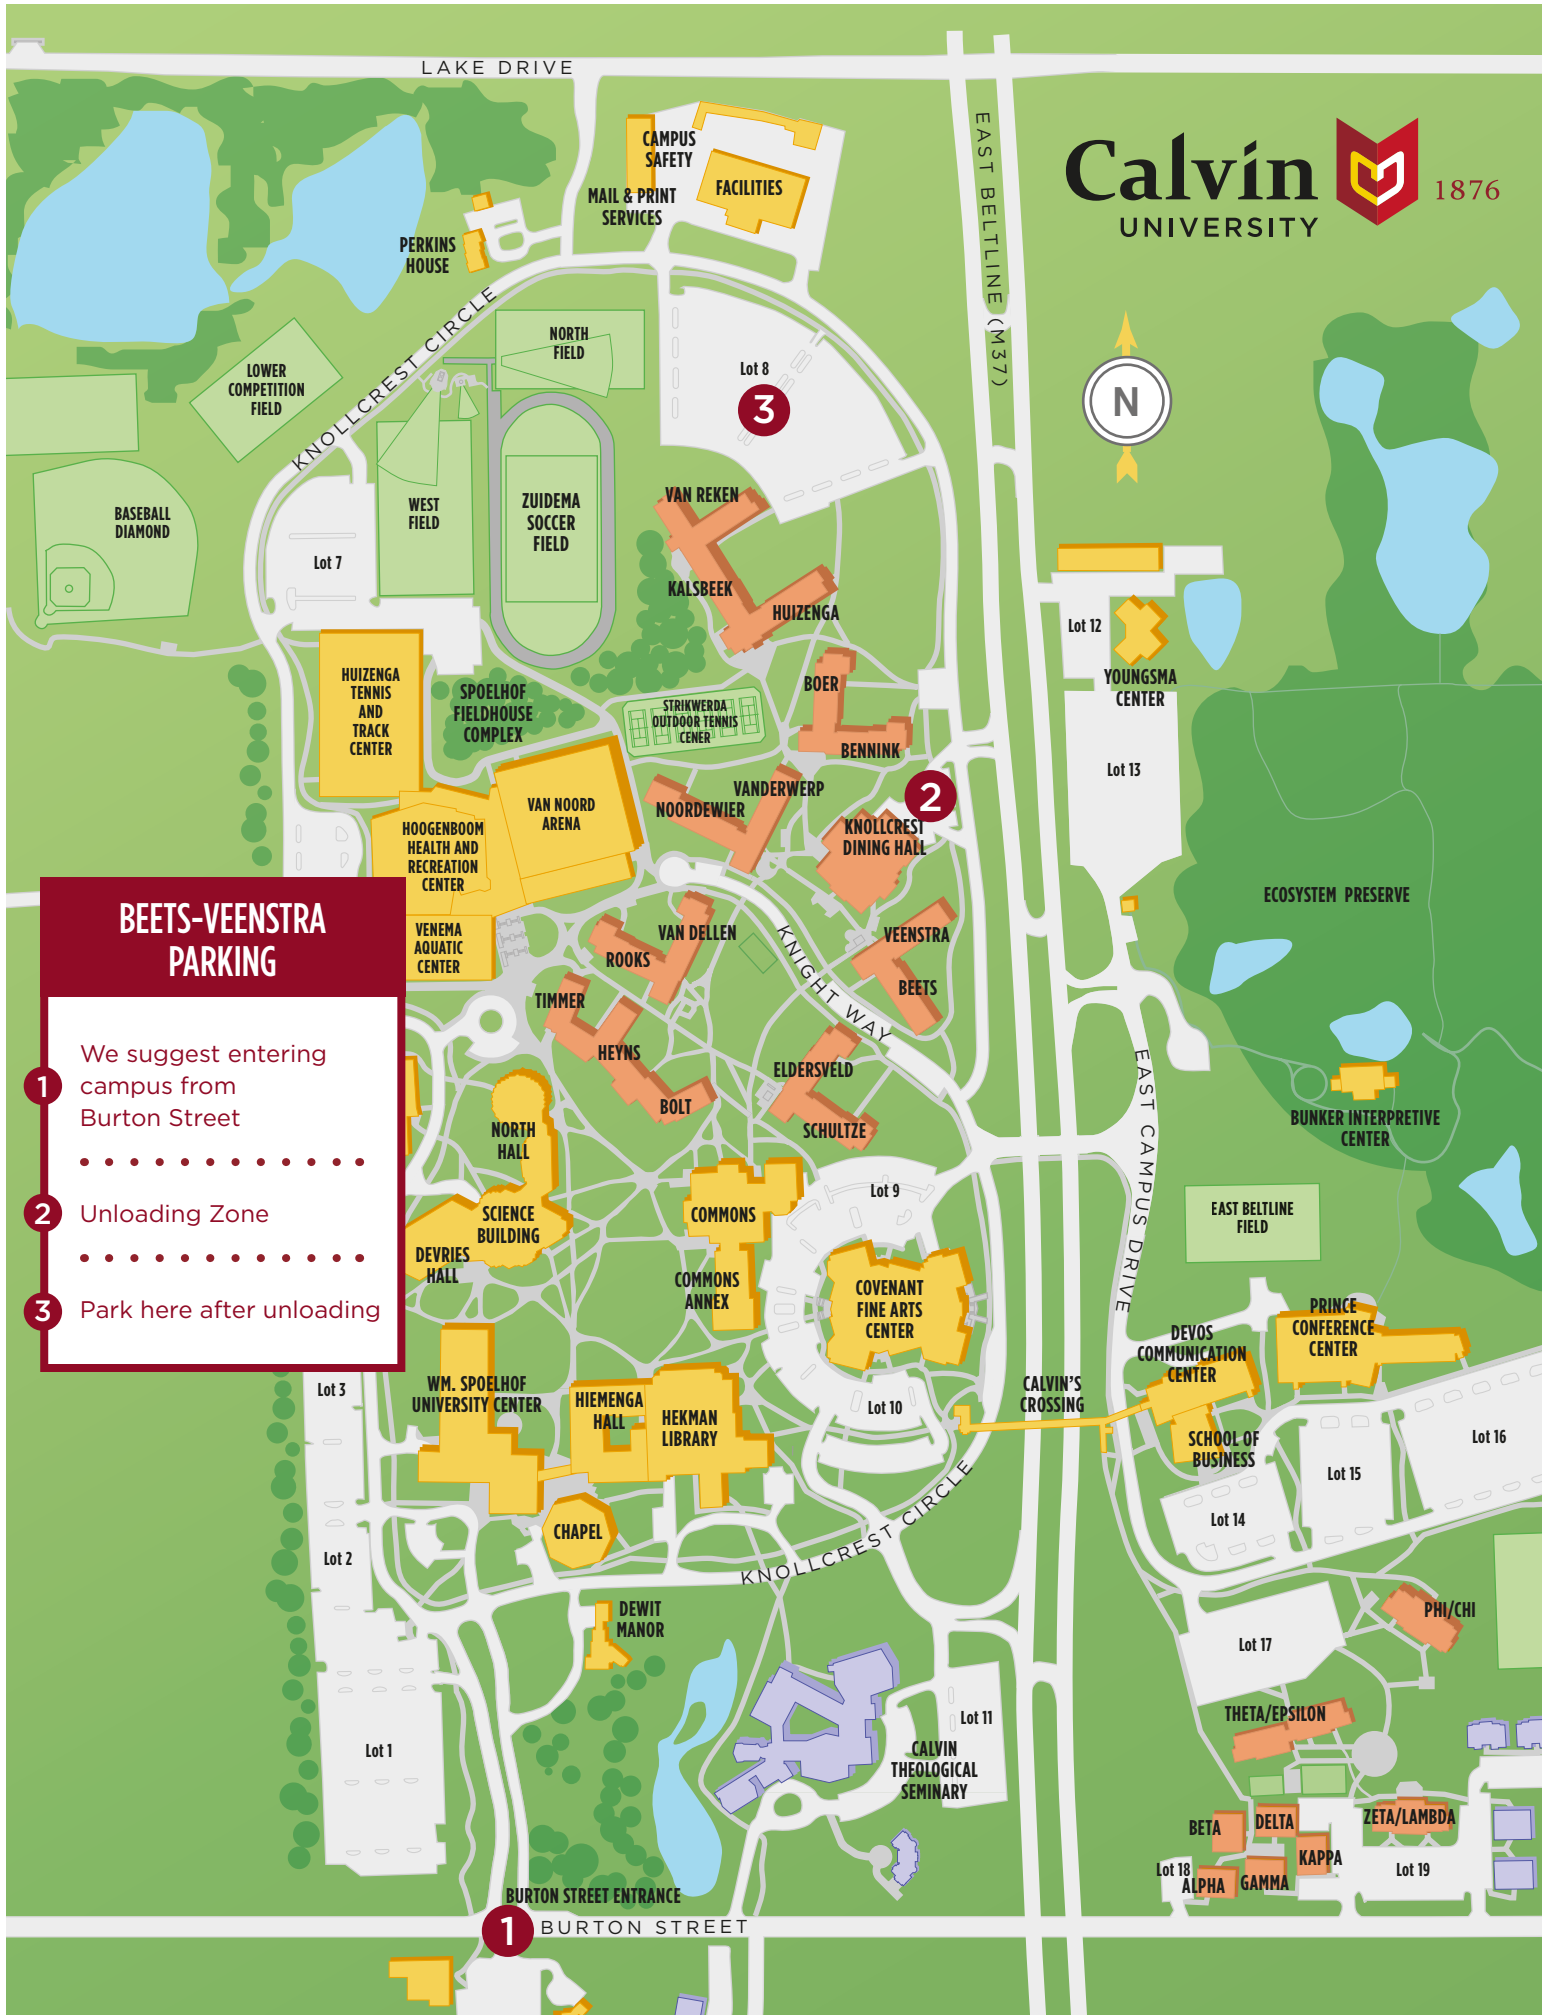 LAKE DRIVE
EAST BELTLINE (M37)
Calvin
UNIVERSITY
1876
CAMPUS
SAFETY
MAIL & PRINT
SERVICES
FACILITIES
PERKINS
HOUSE
KNOLLCREST CIRCLE
NORTH
FIELD
LOWER
COMPETITION
FIELD
Lot 8
3
N
BASEBALL
DIAMOND
WEST
FIELD
ZUIDEMA
SOCCER
FIELD
VAN REKEN
Lot 7
KALSBEEK
HUIZENGA
Lot 12
YOUNGSMA
CENTER
HUIZENGA
TENNIS
AND
TRACK
CENTER
SPOELHOF
FIELDHOUSE
COMPLEX
STRIKWERDA
OUTDOOR TENNIS
CENER
BOER
BENNINK
Lot 13
VAN NOORD
ARENA
NOORDEWIER
VANDERWERP
2
KNOLLCREST
DINING HALL
HOOGENBOOM
HEALTH AND
RECREATION
CENTER
ECOSYSTEM PRESERVE
BEETS-VEENSTRA
PARKING
1
We suggest entering
campus from
Burton Street
2
Unloading Zone
3
Park here after unloading
VENEMA
AQUATIC
CENTER
ROOKS
VAN DELLEN
KNIGHT WAY
VEENSTRA
BEETS
TIMMER
HEYNS
BOLT
ELDERSVELD
SCHULTZE
EAST CAMPUS DRIVE
BUNKER INTERPRETIVE
CENTER
NORTH
HALL
SCIENCE
BUILDING
DEVRIES
HALL
COMMONS
COMMONS
ANNEX
Lot 9
COVENANT
FINE ARTS
CENTER
EAST BELTLINE
FIELD
PRINCE
CONFERENCE
CENTER
DEVOS
COMMUNICATION
CENTER
Lot 3
WM. SPOELHOF
UNIVERSITY CENTER
HIEMENGA
HALL
HEKMAN
LIBRARY
Lot 10
CALVIN'S
CROSSING
SCHOOL OF
BUSINESS
Lot 16
Lot 15
Lot 14
CHAPEL
KNOLLCREST CIRCLE
Lot 2
DEWIT
MANOR
PHI/CHI
Lot 17
THETA/EPSILON
Lot 11
Lot 1
CALVIN
THEOLOGICAL
SEMINARY
BETA
DELTA
ZETA/LAMBDA
KAPPA
Lot 18
ALPHA
GAMMA
Lot 19
BURTON STREET ENTRANCE
1
BURTON STREET